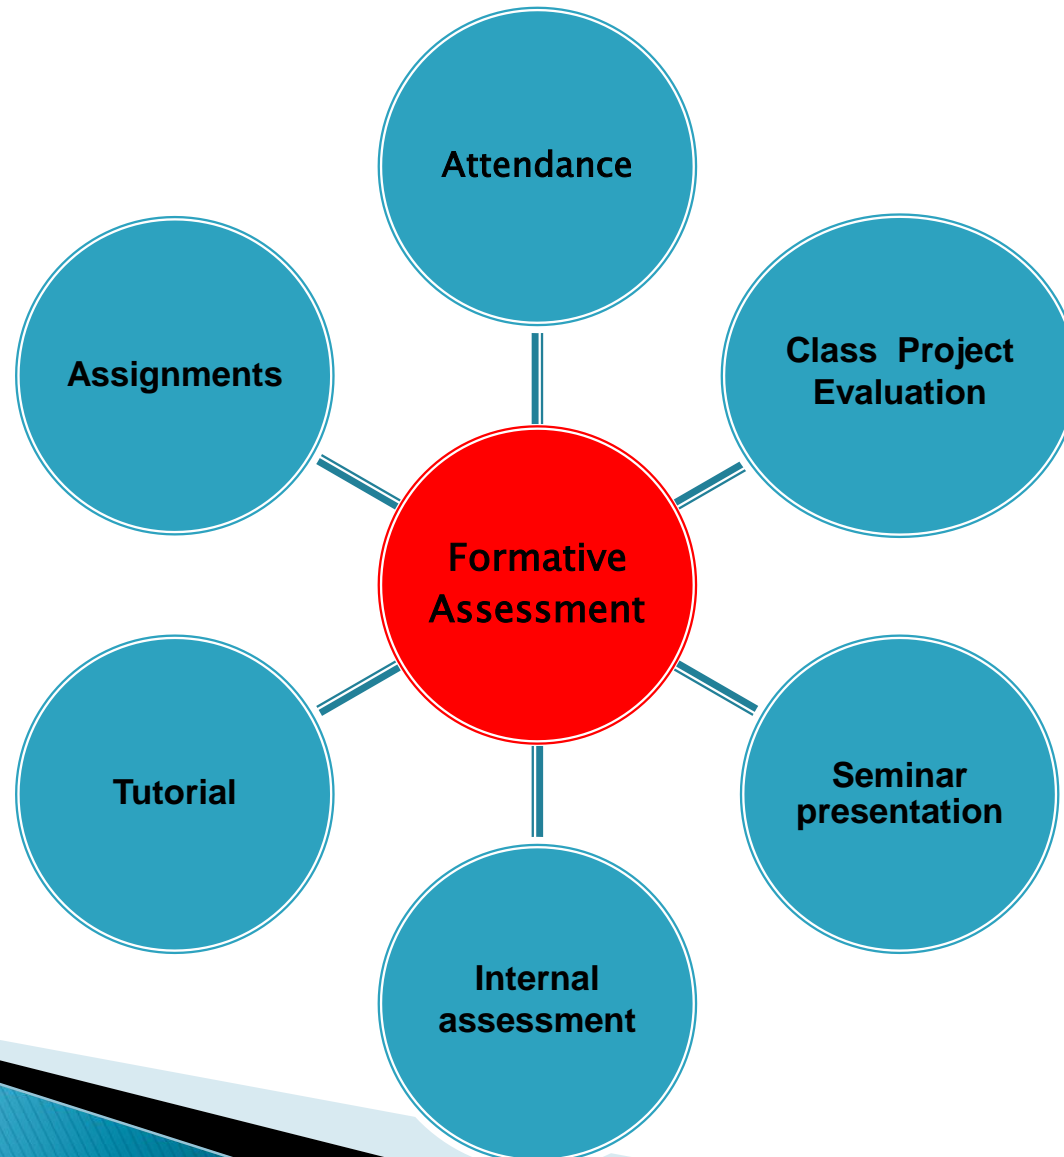 Attendance
Class  Project
Evaluation
Assignments
Formative
Assessment
Seminar
presentation
Tutorial
Internal
assessment